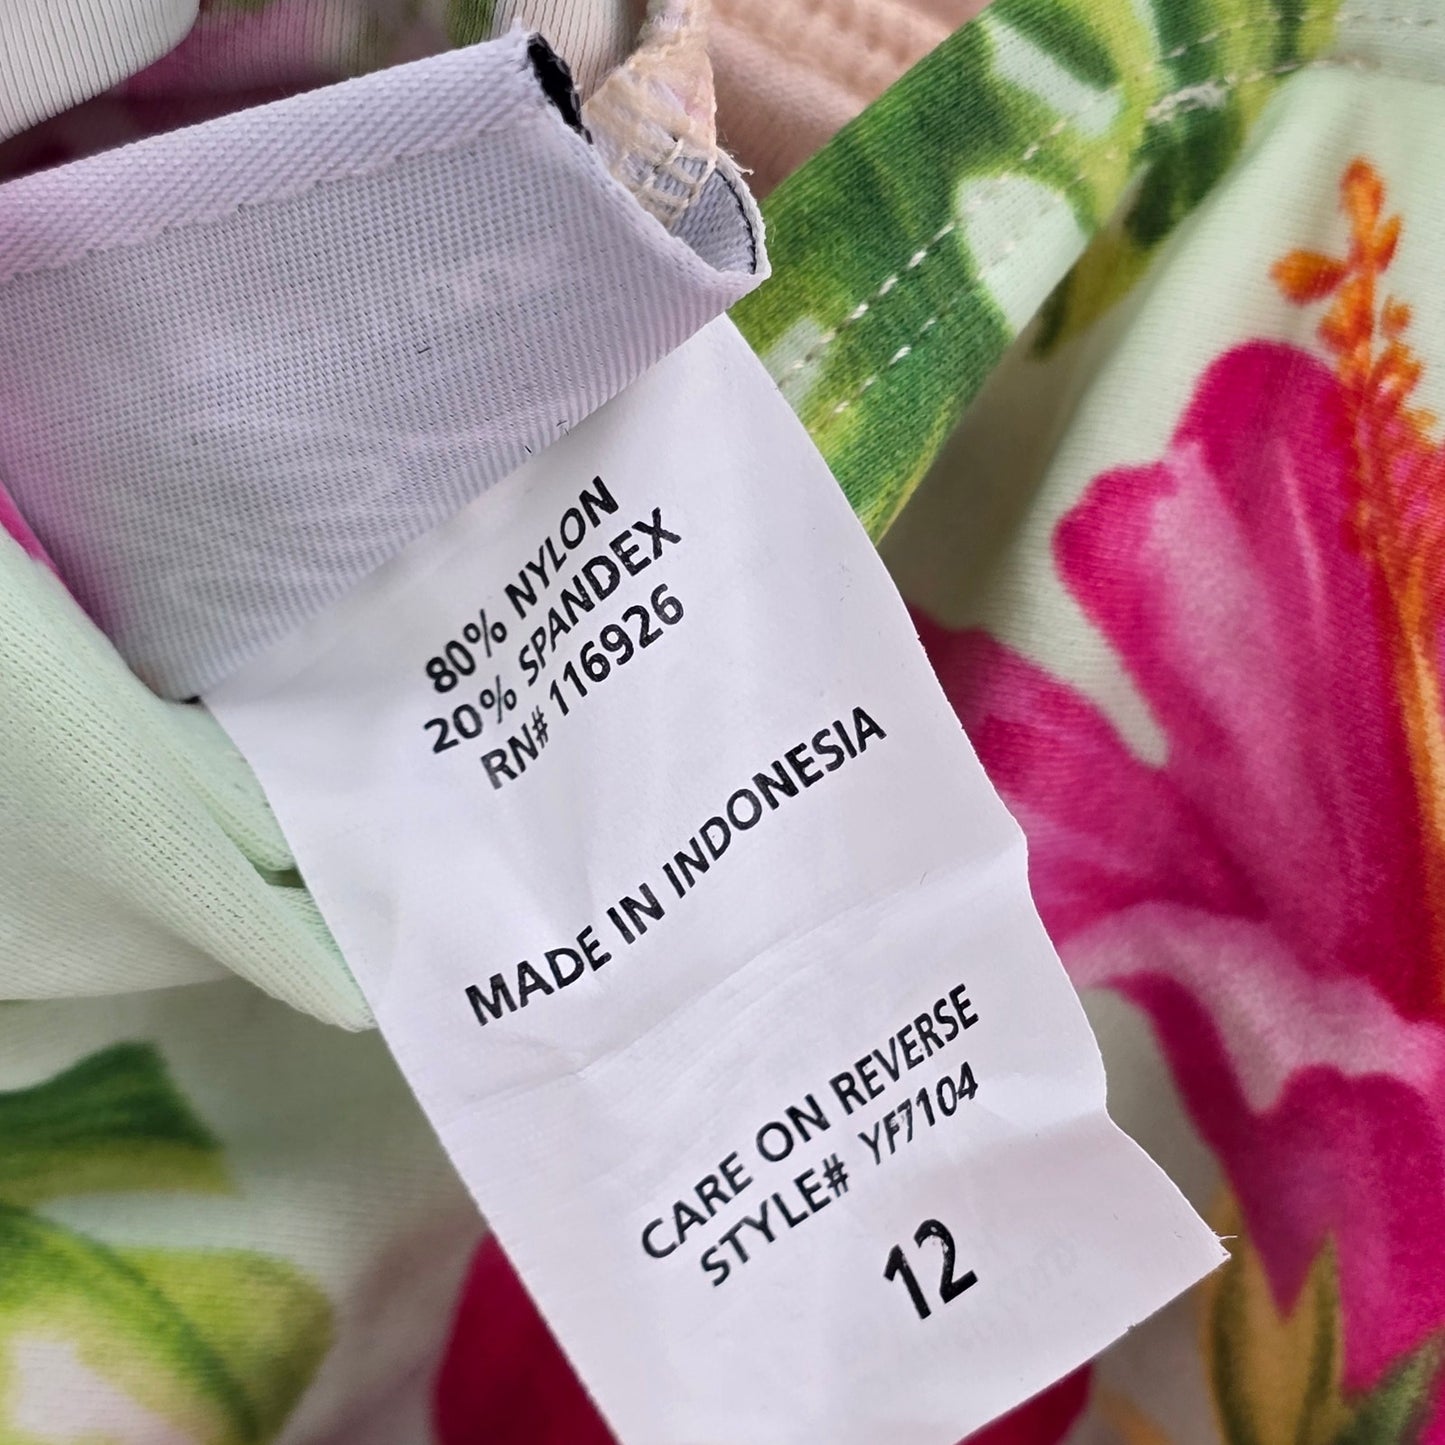 80% NYLON
20% SPANDEX
RN# 116926
MADE IN INDONESIA
CARE ON REVERSE
STYLE# YF7104
12